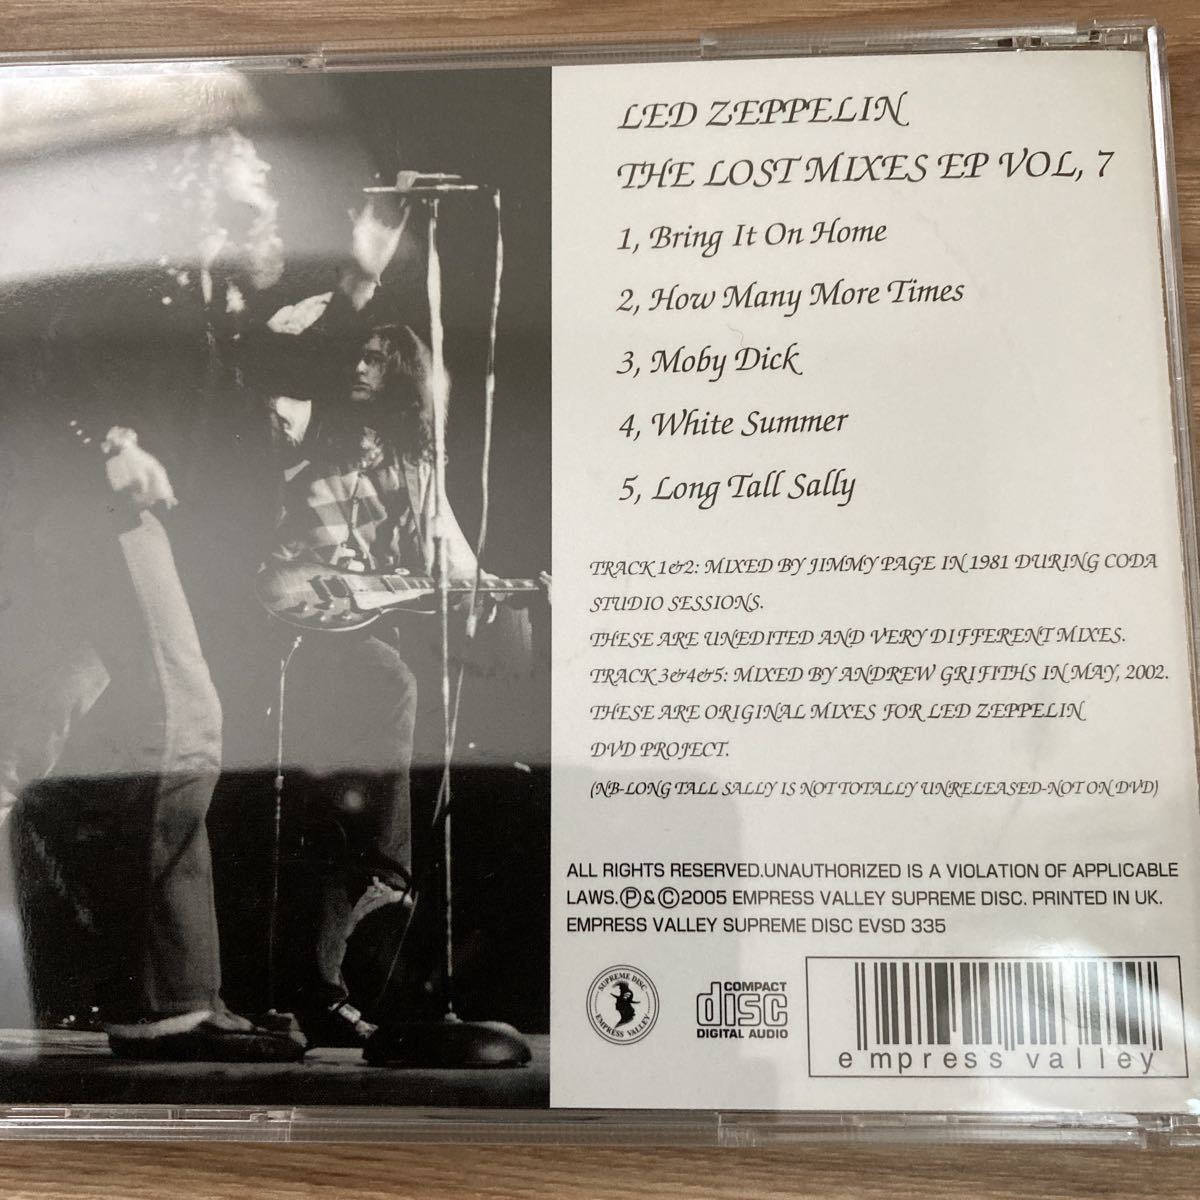 LED ZEPPELIN
THE LOST MIXES EP VOL, 7
1, Bring It On Home
2, How Many More Times
3, Moby Dick
4, White Summer
5, Long Tall Sally
TRACK 1&2: MIXED BY JIMMY PAGE IN 1981 DURING CODA
STUDIO SESSIONS.
THESE ARE UNEDITED AND VERY DIFFERENT MIXES.
TRACK 3&4&5: MIXED BY ANDREW GRIFITHS IN MAY, 2002.
THESE ARE ORIGINAL MIXES FOR LED ZEPPELIN
DVD PROJECT.
(NB-LONG TALL SALLY IS NOT TOTALLY UNRELEASED-NOT ON DVD)
ALL RIGHTS RESERVED.UNAUTHORIZED IS A VIOLATION OF APPLICABLE
LAWS.Ⓟ&©2005 EMPRESS VALLEY SUPREME DISC. PRINTED IN UK.
EMPRESS VALLEY SUPREME DISC EVSD 335
SUPREME DISC
EMPRESS VALLEY
COMPACT
disc
DIGITAL AUDIO
empress valley